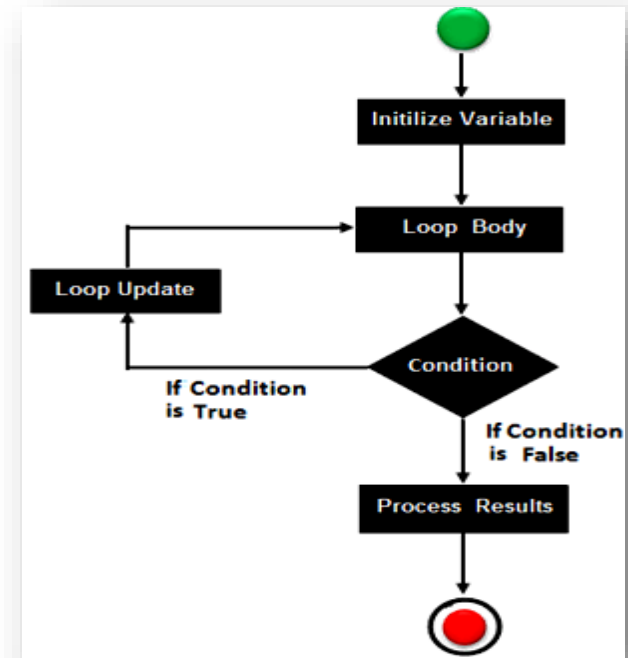 Initilize Variable
Loop Body
Loop Update
Condition
If Condition
is True
If Condition
is False
Process Results